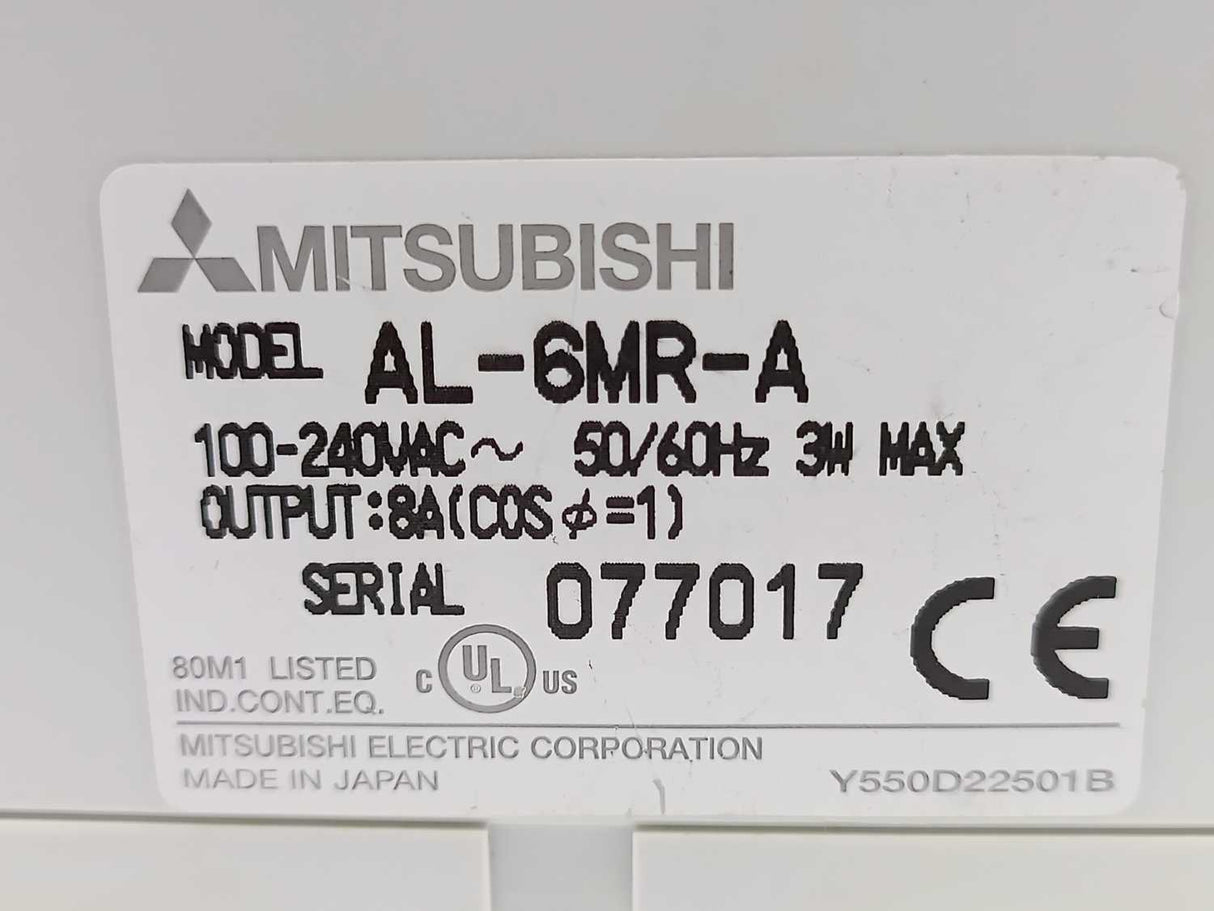 MITSUBISHI
MODEL AL-6MR-A
100-240VAC~ 50/60Hz 3W MAX
OUTPUT:8A(COS φ=1)
SERIAL 077017
CE
80M1 LISTED
IND.CONT.EQ.
C UL® US
MITSUBISHI ELECTRIC CORPORATION
MADE IN JAPAN Y550D22501B